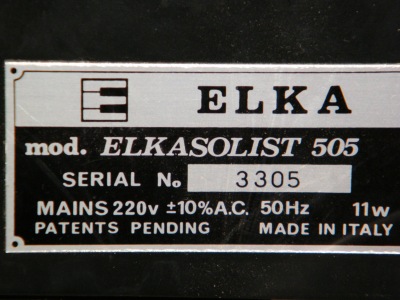 ELKA
mod. ELKASOLIST 505
SERIAL No 3305
MAINS 220v ±10% A.C. 50Hz 11w
PATENTS PENDING MADE IN ITALY